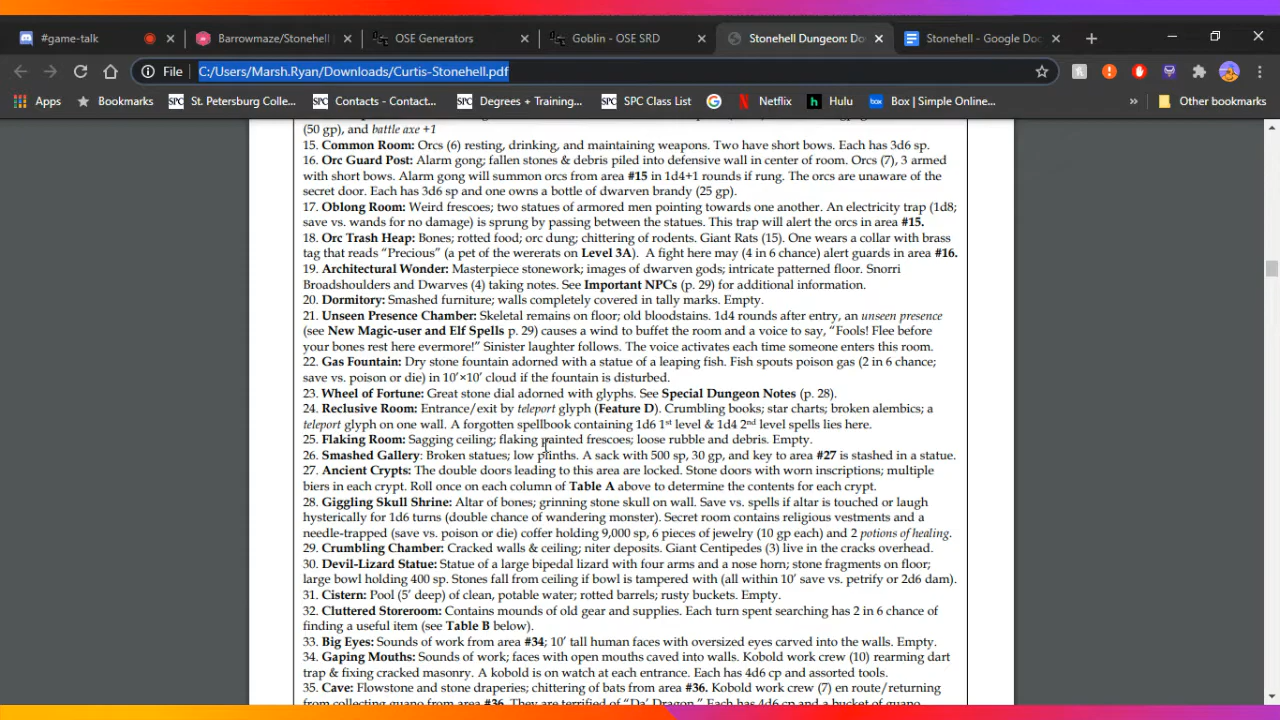 #game-talk
Barrowmaze/Stonehell
OSE Generators
Goblin - OSE SRD
Stonehell Dungeon: Do
Stonehell - Google Doc
File
C:/Users/Marsh.Ryan/Downloads/Curtis-Stonehell.pdf
Apps
Bookmarks
SPC St. Petersburg Colle...
SPC Contacts - Contact...
SPC Degrees + Training...
SPC SPC Class List
Netflix
h Hulu
box Box | Simple Online...
Other bookmarks
(50 gp), and battle axe +1
15. Common Room: Orcs (6) resting, drinking, and maintaining weapons. Two have short bows. Each has 3d6 sp.
16. Orc Guard Post: Alarm gong; fallen stones & debris piled into defensive wall in center of room. Orcs (7), 3 armed
with short bows. Alarm gong will summon orcs from area #15 in 1d4+1 rounds if rung. The orcs are unaware of the
secret door. Each has 3d6 sp and one owns a bottle of dwarven brandy (25 gp).
17. Oblong Room: Weird frescoes; two statues of armored men pointing towards one another. An electricity trap (1d8;
save vs. wands for no damage) is sprung by passing between the statues. This trap will alert the orcs in area #15.
18. Orc Trash Heap: Bones; rotted food; orc dung; chittering of rodents. Giant Rats (15). One wears a collar with brass
tag that reads “Precious” (a pet of the wererats on Level 3A). A fight here may (4 in 6 chance) alert guards in area #16.
19. Architectural Wonder: Masterpiece stonework; images of dwarven gods; intricate patterned floor. Snorri
Broadshoulders and Dwarves (4) taking notes. See Important NPCs (p. 29) for additional information.
20. Dormitory: Smashed furniture; walls completely covered in tally marks. Empty.
21. Unseen Presence Chamber: Skeletal remains on floor; old bloodstains. 1d4 rounds after entry, an unseen presence
(see New Magic-user and Elf Spells p. 29) causes a wind to buffet the room and a voice to say, “Fools! Flee before
your bones rest here evermore!” Sinister laughter follows. The voice activates each time someone enters this room.
22. Gas Fountain: Dry stone fountain adorned with a statue of a leaping fish. Fish spouts poison gas (2 in 6 chance;
save vs. poison or die) in 10’×10’ cloud if the fountain is disturbed.
23. Wheel of Fortune: Great stone dial adorned with glyphs. See Special Dungeon Notes (p. 28).
24. Reclusive Room: Entrance/exit by teleport glyph (Feature D). Crumbling books; star charts; broken alembics; a
teleport glyph on one wall. A forgotten spellbook containing 1d6 1st level & 1d4 2nd level spells lies here.
25. Flaking Room: Sagging ceiling; flaking painted frescoes; loose rubble and debris. Empty.
26. Smashed Gallery: Broken statues; low plinths. A sack with 500 sp, 30 gp, and key to area #27 is stashed in a statue.
27. Ancient Crypts: The double doors leading to this area are locked. Stone doors with worn inscriptions; multiple
biers in each crypt. Roll once on each column of Table A above to determine the contents for each crypt.
28. Giggling Skull Shrine: Altar of bones; grinning stone skull on wall. Save vs. spells if altar is touched or laugh
hysterically for 1d6 turns (double chance of wandering monster). Secret room contains religious vestments and a
needle-trapped (save vs. poison or die) coffer holding 9,000 sp, 6 pieces of jewelry (10 gp each) and 2 potions of healing.
29. Crumbling Chamber: Cracked walls & ceiling; niter deposits. Giant Centipedes (3) live in the cracks overhead.
30. Devil-Lizard Statue: Statue of a large bipedal lizard with four arms and a nose horn; stone fragments on floor;
large bowl holding 400 sp. Stones fall from ceiling if bowl is tampered with (all within 10’ save vs. petrify or 2d6 dam).
31. Cistern: Pool (5’ deep) of clean, potable water; rotted barrels; rusty buckets. Empty.
32. Cluttered Storeroom: Contains mounds of old gear and supplies. Each turn spent searching has 2 in 6 chance of
finding a useful item (see Table B below).
33. Big Eyes: Sounds of work from area #34; 10’ tall human faces with oversized eyes carved into the walls. Empty.
34. Gaping Mouths: Sounds of work; faces with open mouths caved into walls. Kobold work crew (10) rearming dart
trap & fixing cracked masonry. A kobold is on watch at each entrance. Each has 4d6 cp and assorted tools.
35. Cave: Flowstone and stone draperies; chittering of bats from area #36. Kobold work crew (7) en route/returning
from collecting guano from area #36. They are terrified of “Da’ Dragon.” Each has 4d6 cp and a bucket of guano.